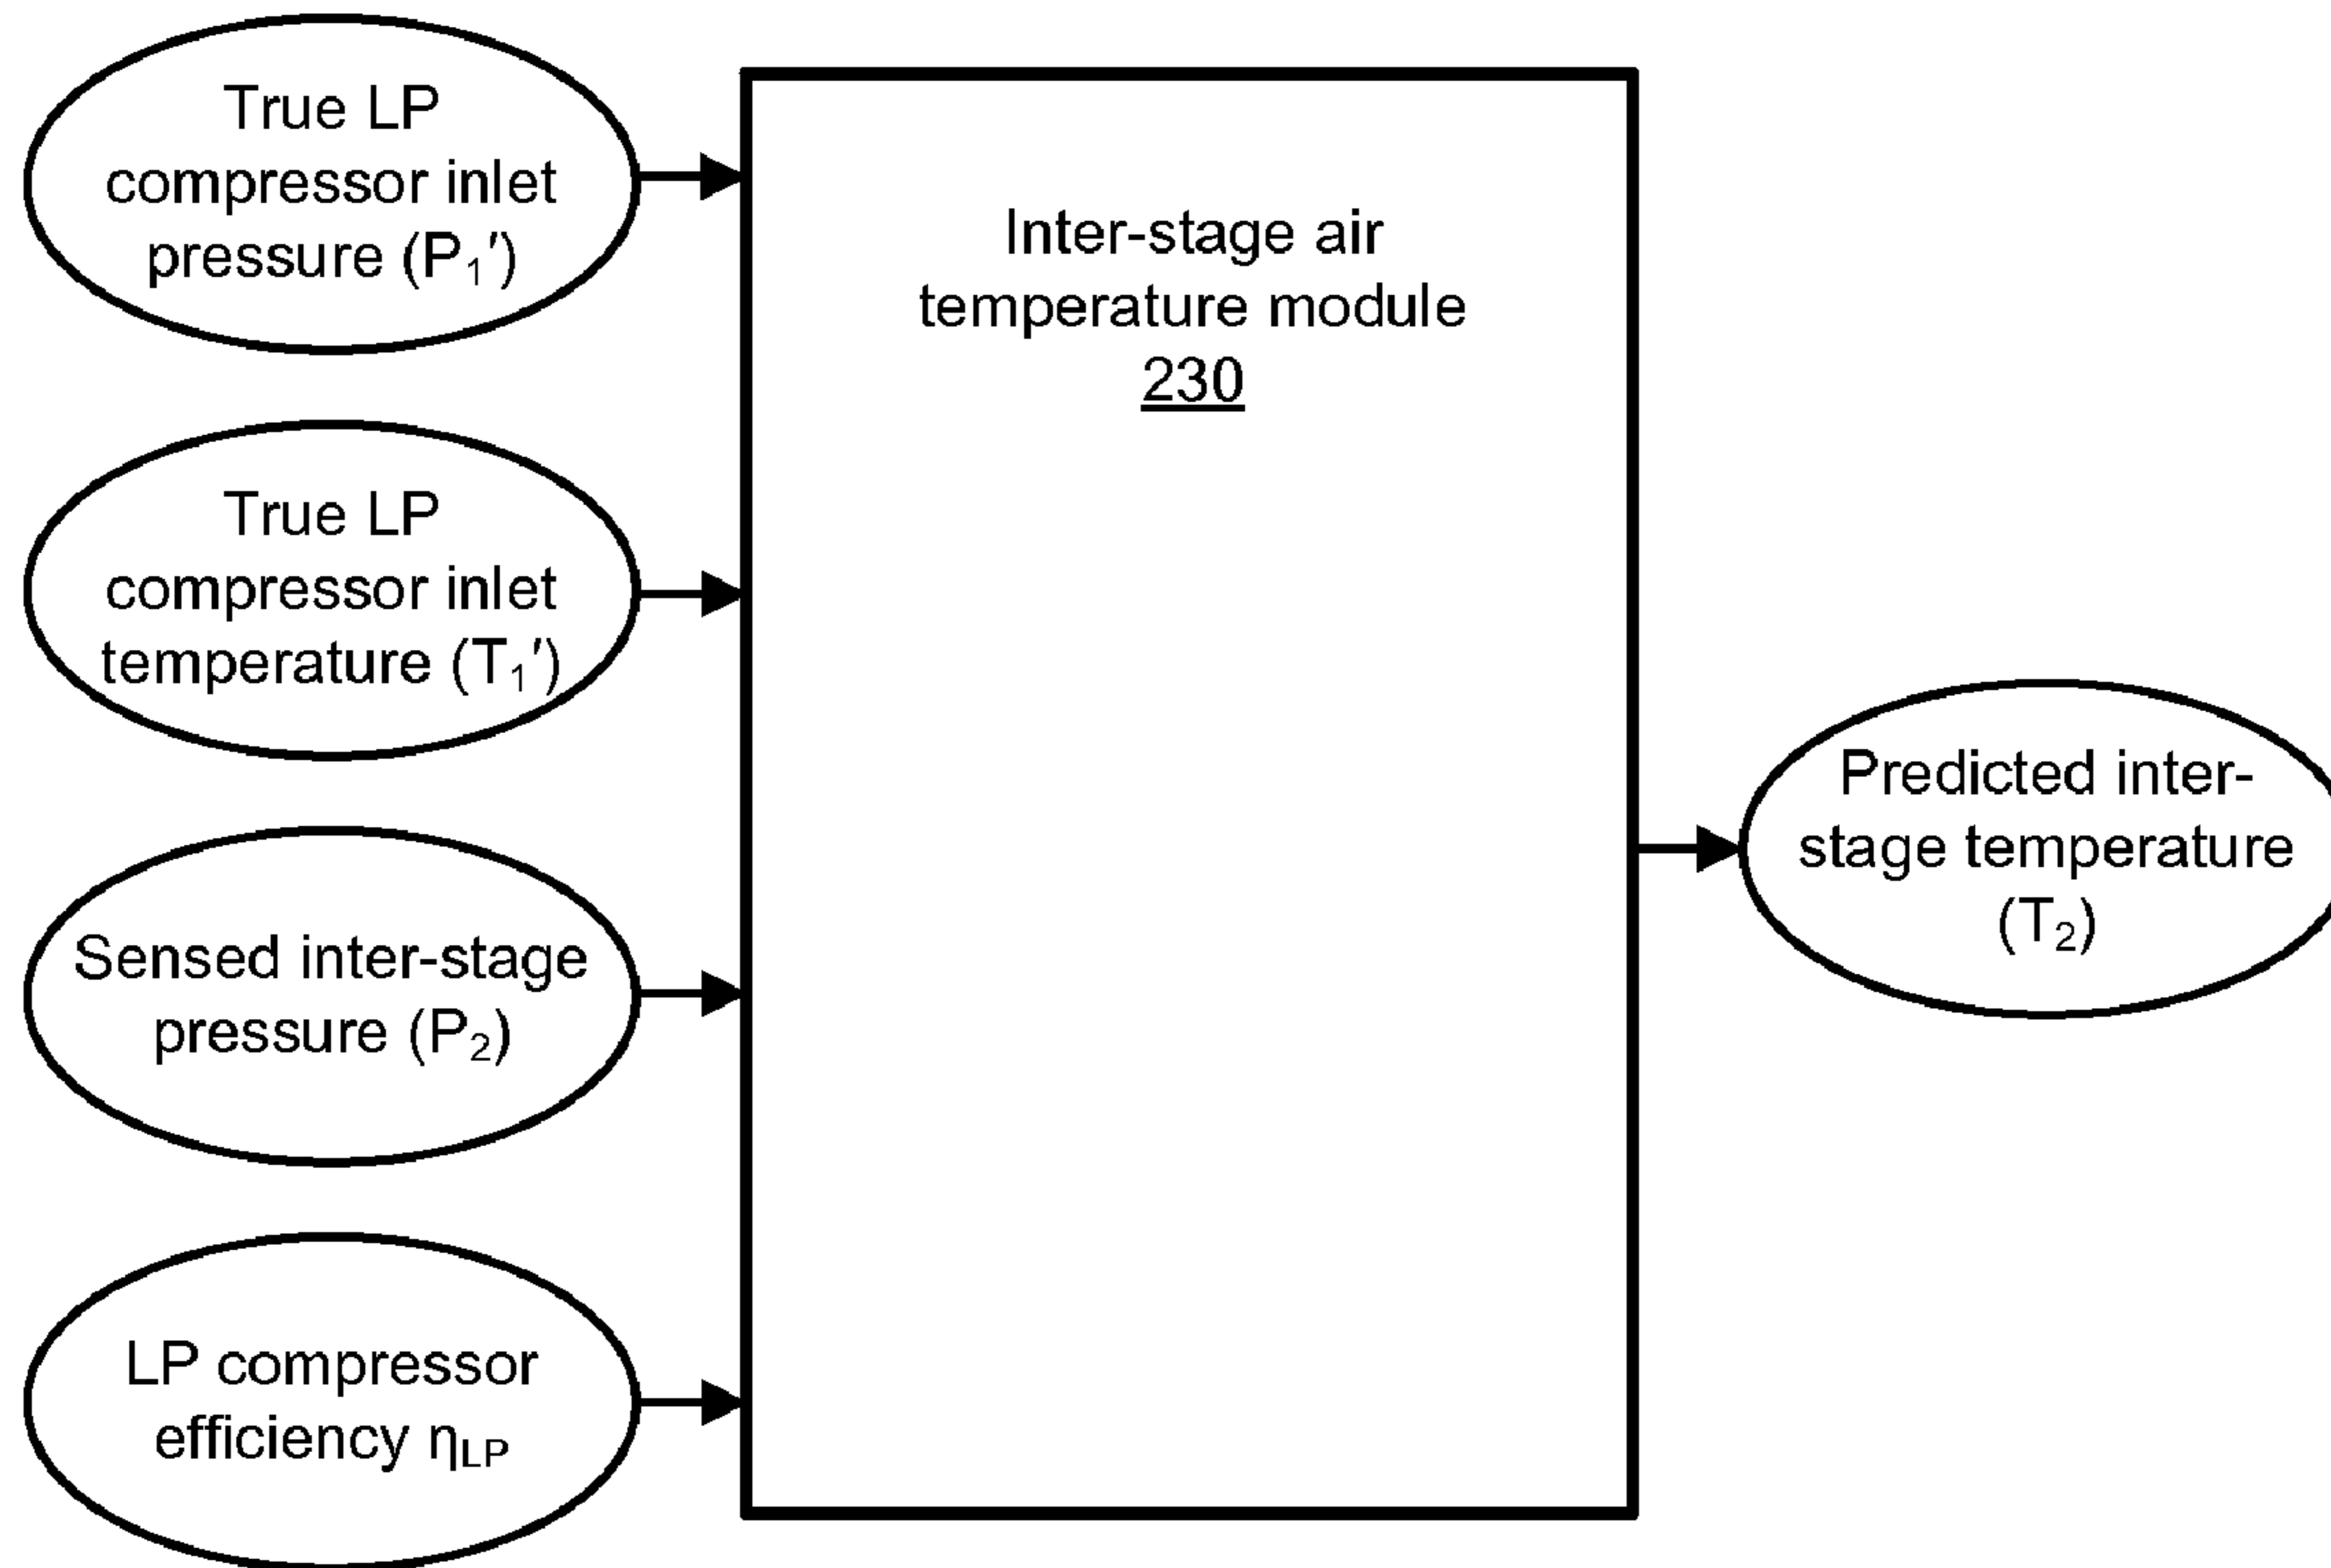 True LP
compressor inlet
pressure (P₁′)
Inter-stage air
temperature module
230
True LP
compressor inlet
temperature (T₁′)
Predicted inter-
stage temperature
(T₂)
Sensed inter-stage
pressure (P₂)
LP compressor
efficiency ηLP